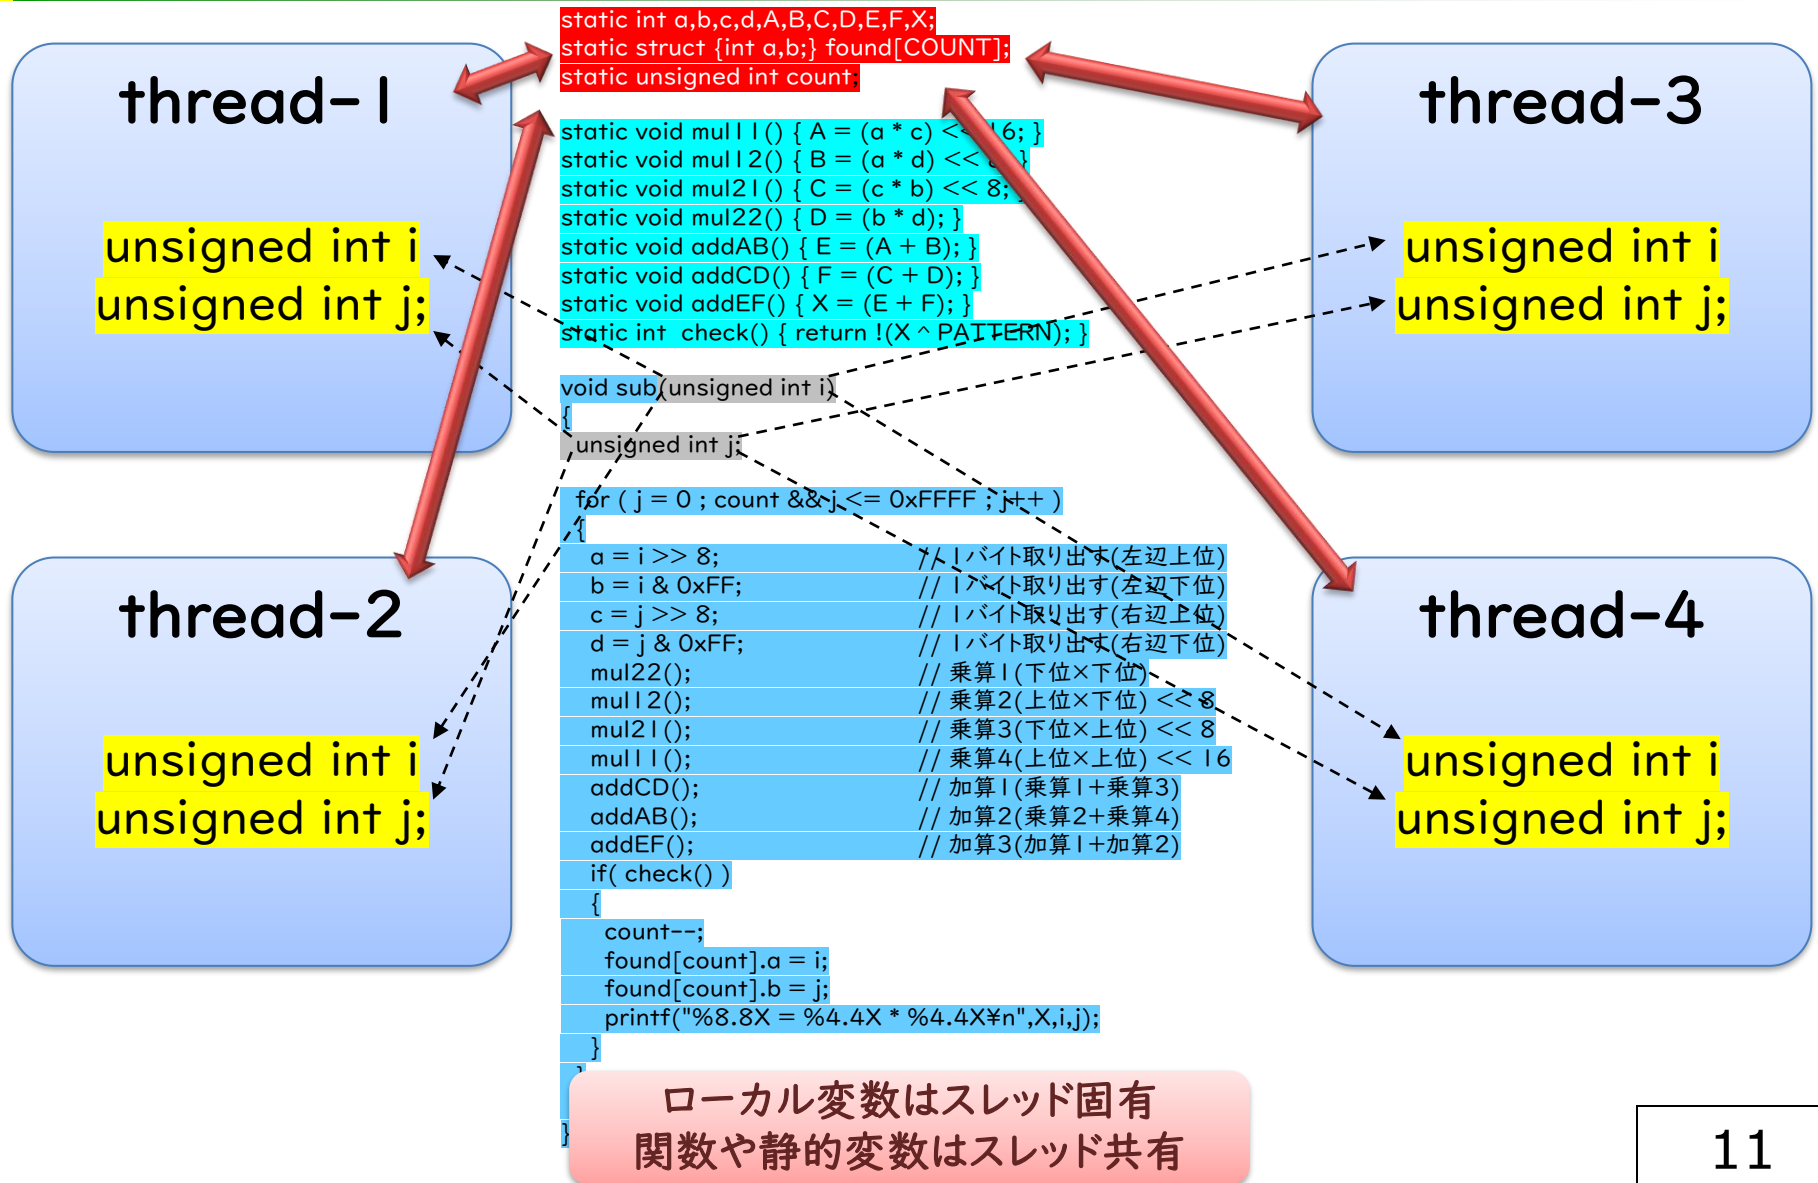 static int a,b,c,d,A,B,C,D,E,F,X;
static struct {int a,b;} found[COUNT];
static unsigned int count;
static void mul11() { A = (a * c) << 16; }
static void mul12() { B = (a * d) << 8; }
static void mul21() { C = (c * b) << 8; }
static void mul22() { D = (b * d); }
static void addAB() { E = (A + B); }
static void addCD() { F = (C + D); }
static void addEF() { X = (E + F); }
static int check() { return !(X ^ PATTERN); }
void sub(unsigned int i)
{
unsigned int j;
for ( j = 0 ; count && j <= 0xFFFF ; j++ )
{
a = i >> 8; // 1バイト取り出す(左辺上位)
b = i & 0xFF; // 1バイト取り出す(左辺下位)
c = j >> 8; // 1バイト取り出す(右辺上位)
d = j & 0xFF; // 1バイト取り出す(右辺下位)
mul22(); // 乗算1(下位×下位)
mul12(); // 乗算2(上位×下位) << 8
mul21(); // 乗算3(下位×上位) << 8
mul11(); // 乗算4(上位×上位) << 16
addCD(); // 加算1(乗算1+乗算3)
addAB(); // 加算2(乗算2+乗算4)
addEF(); // 加算3(加算1+加算2)
if( check() )
{
count--;
found[count].a = i;
found[count].b = j;
printf("%8.8X = %4.4X * %4.4X¥n",X,i,j);
}
}
}
thread-1
unsigned int i
unsigned int j;
thread-2
unsigned int i
unsigned int j;
thread-3
unsigned int i
unsigned int j;
thread-4
unsigned int i
unsigned int j;
ローカル変数はスレッド固有
関数や静的変数はスレッド共有
11